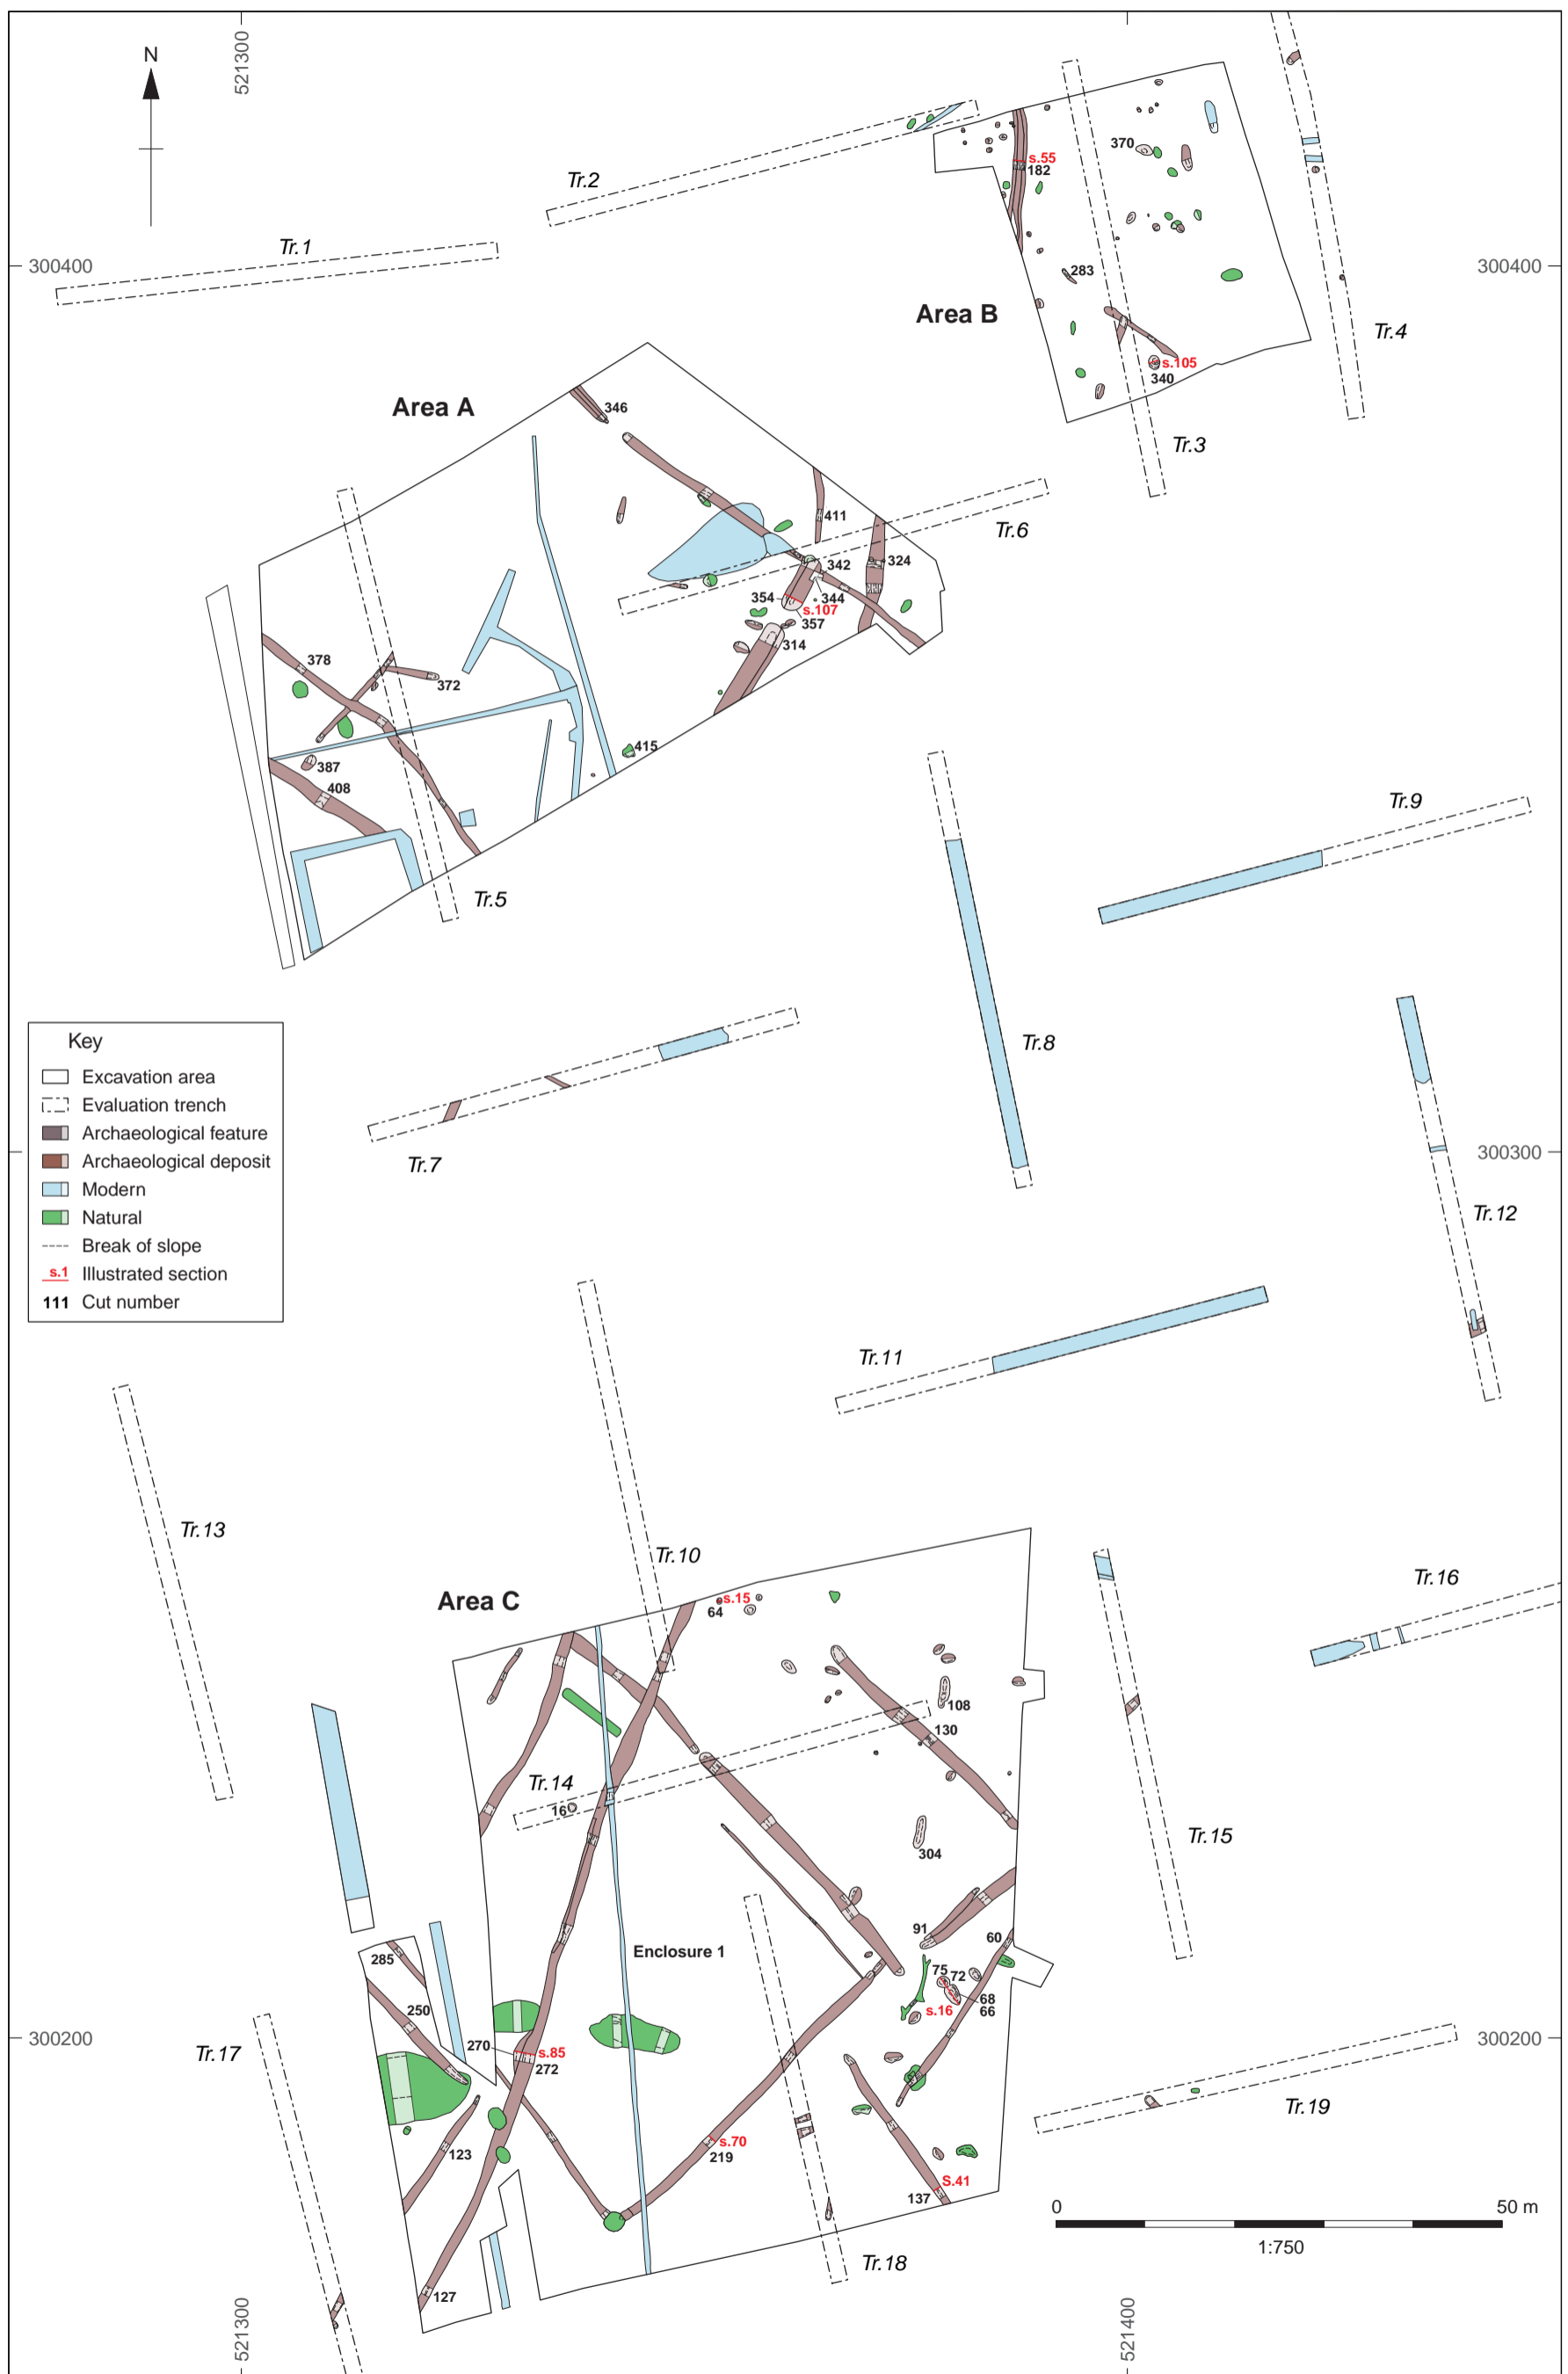 521300
N
Tr.2
Tr.1
370
s.55
182
300400
300400
283
Area B
Tr.4
s.105
340
Area A
346
Tr.3
411
Tr.6
324
342
354
344
s.107
357
314
378
372
415
387
408
Tr.9
Tr.5
Tr.8
Key
Excavation area
Evaluation trench
Archaeological feature
Archaeological deposit
Modern
Natural
Break of slope
s.1 Illustrated section
111 Cut number
Tr.7
300300
Tr.12
Tr.11
Tr.13
Tr.10
Area C
s.15
64
Tr.16
108
130
Tr.14
16
Tr.15
304
91
60
Enclosure 1
285
75
72
68
66
s.16
250
300200
300200
270
s.85
272
Tr.17
Tr.19
123
s.70
219
S.41
137
0
50 m
1:750
Tr.18
127
521300
521400